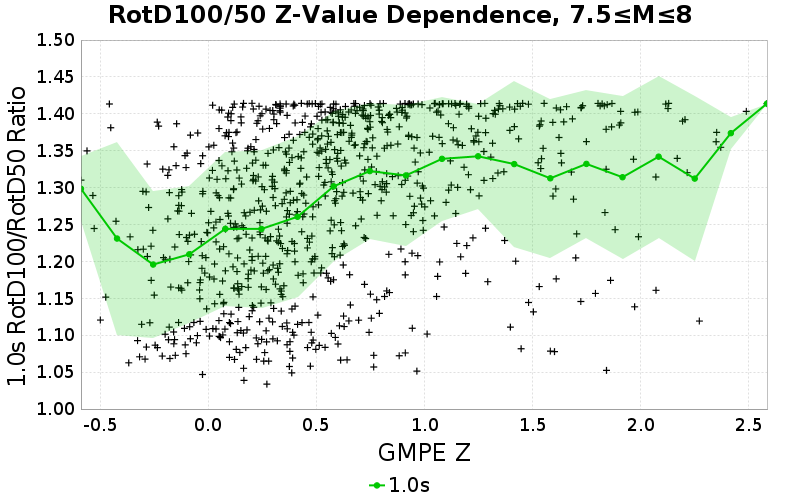 RotD100/50 Z-Value Dependence, 7.5≤M≤8
1.0s RotD100/RotD50 Ratio
1.50
1.45
1.40
1.35
1.30
1.25
1.20
1.15
1.10
1.05
1.00
-0.5 0.0 0.5 1.0 1.5 2.0 2.5
GMPE Z
1.0s